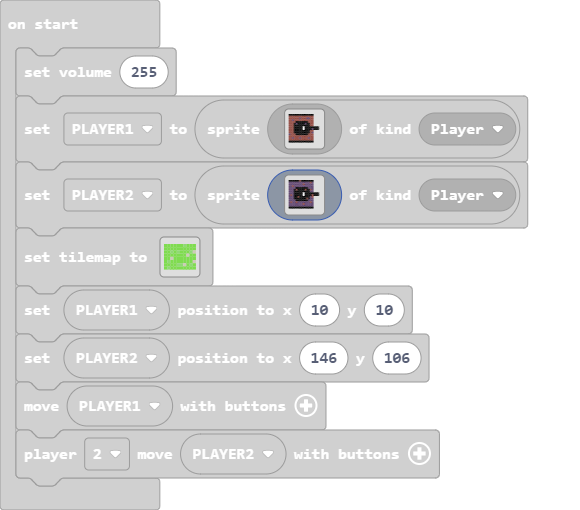 on start
set volume 255
set PLAYER1 to sprite of kind Player
set PLAYER2 to sprite of kind Player
set tilemap to
set PLAYER1 position to x 10 y 10
set PLAYER2 position to x 146 y 106
move PLAYER1 with buttons
player 2 move PLAYER2 with buttons